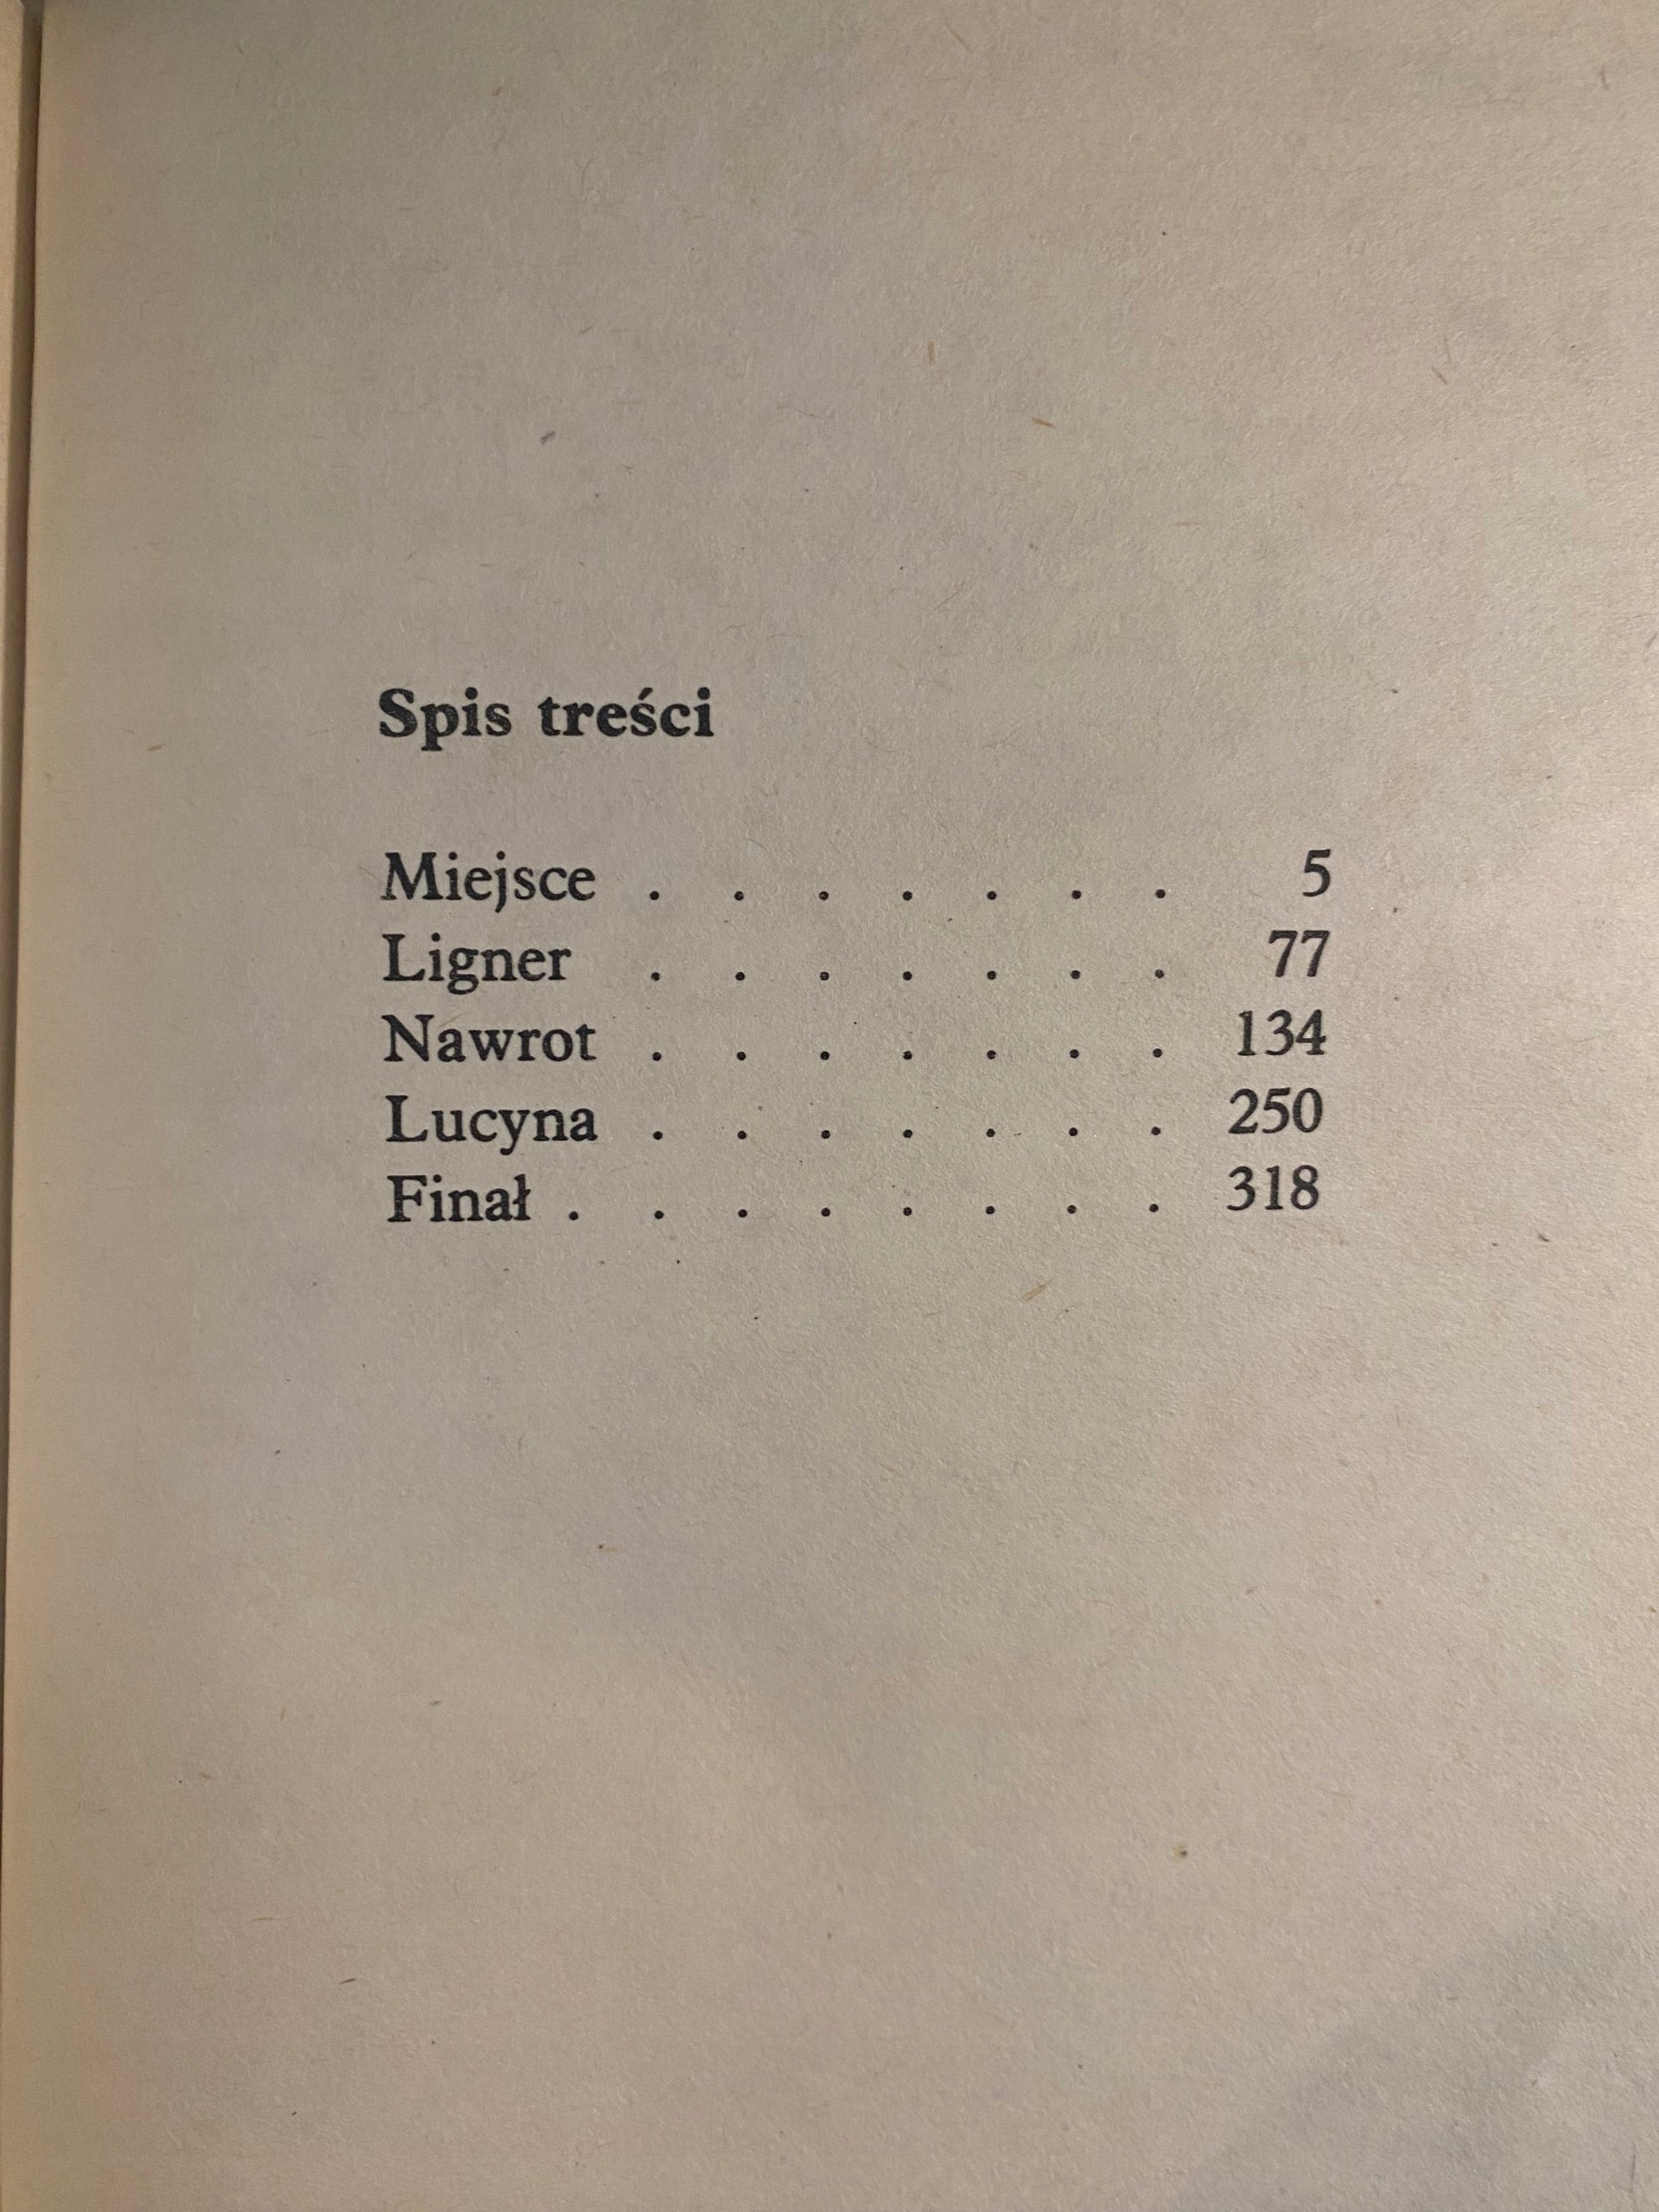 Spis treści
Miejsce . . . . . . . 5
Ligner . . . . . . . 77
Nawrot . . . . . . . 134
Lucyna . . . . . . . 250
Finał . . . . . . . . 318